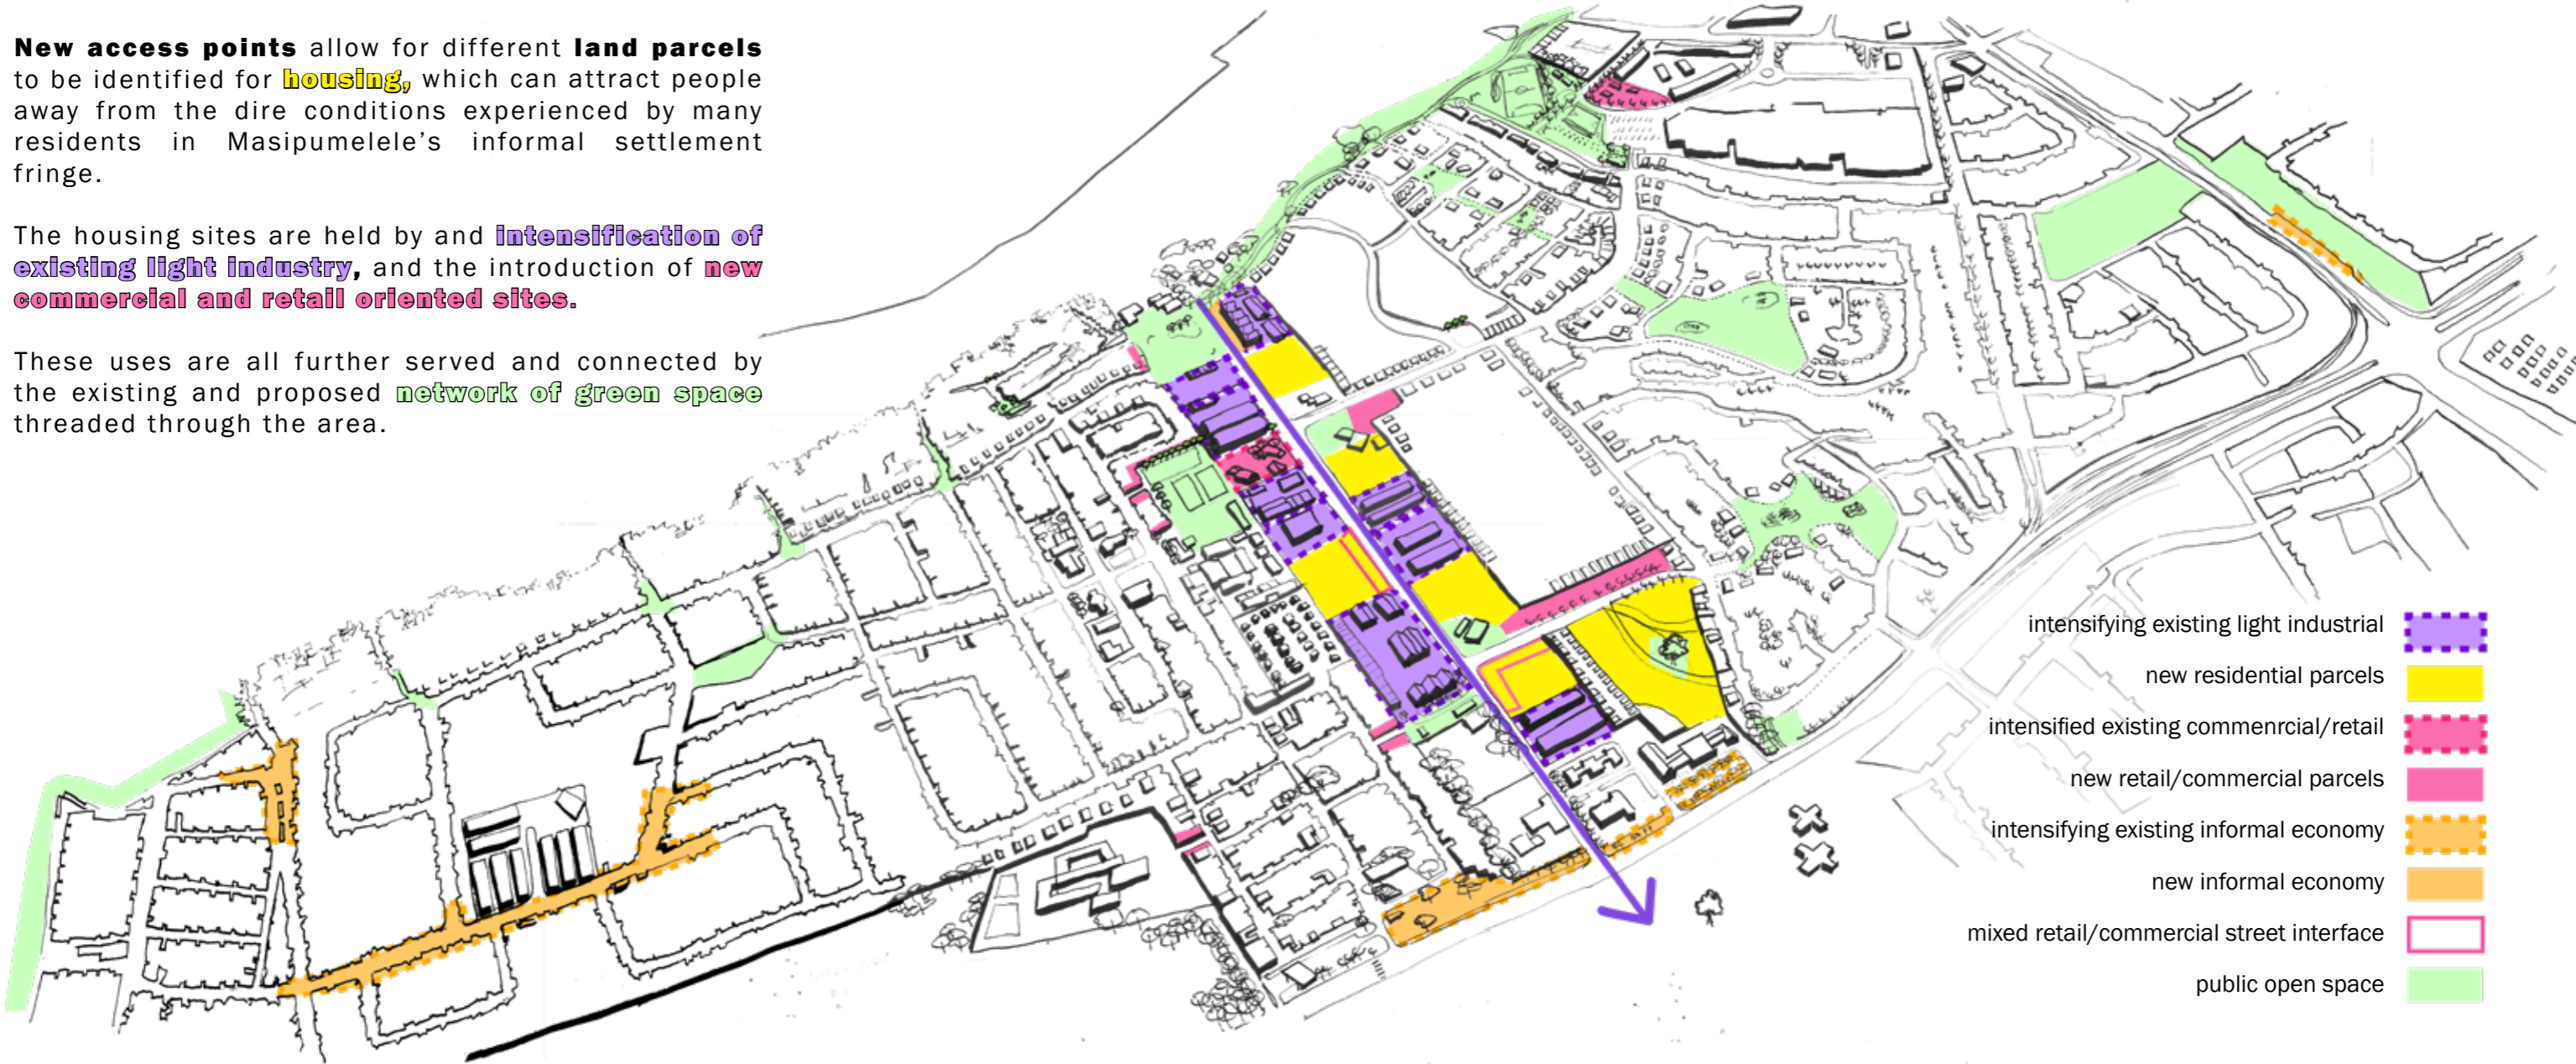 New access points allow for different land parcels
to be identified for housing, which can attract people
away from the dire conditions experienced by many
residents in Masipumelele's informal settlement
fringe.
The housing sites are held by and intensification of
existing light industry, and the introduction of new
commercial and retail oriented sites.
These uses are all further served and connected by
the existing and proposed network of green space
threaded through the area.
intensifying existing light industrial
new residential parcels
intensified existing commenrcial/retail
new retail/commercial parcels
intensifying existing informal economy
new informal economy
mixed retail/commercial street interface
public open space